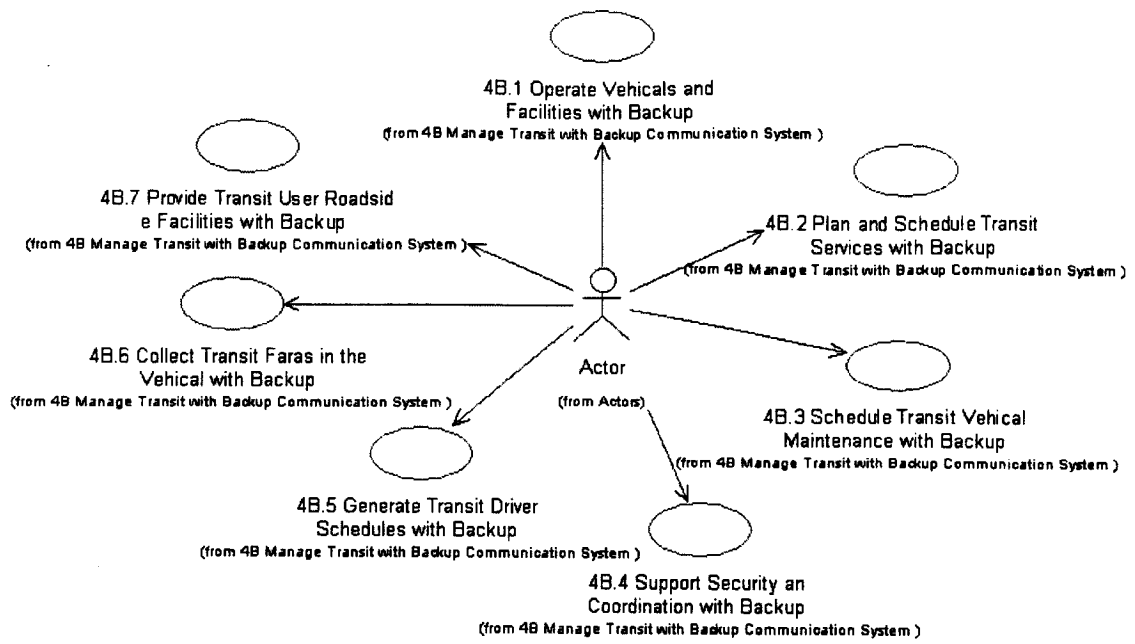 4B.1 Operate Vehicals and
Facilities with Backup
(from 4B Manage Transit with Backup Communication System )
4B.7 Provide Transit User Roadsid
e Facilities with Backup
(from 4B Manage Transit with Backup Communication System )
4B.2 Plan and Schedule Transit
Services with Backup
(from 4B Manage Transit with Backup Communication System )
4B.6 Collect Transit Faras in the
Vehical with Backup
(from 4B Manage Transit with Backup Communication System )
Actor
(from Actors)
4B.3 Schedule Transit Vehical
Maintenance with Backup
(from 4B Manage Transit with Backup Communication System )
4B.5 Generate Transit Driver
Schedules with Backup
(from 4B Manage Transit with Backup Communication System )
4B.4 Support Security an
Coordination with Backup
(from 4B Manage Transit with Backup Communication System )